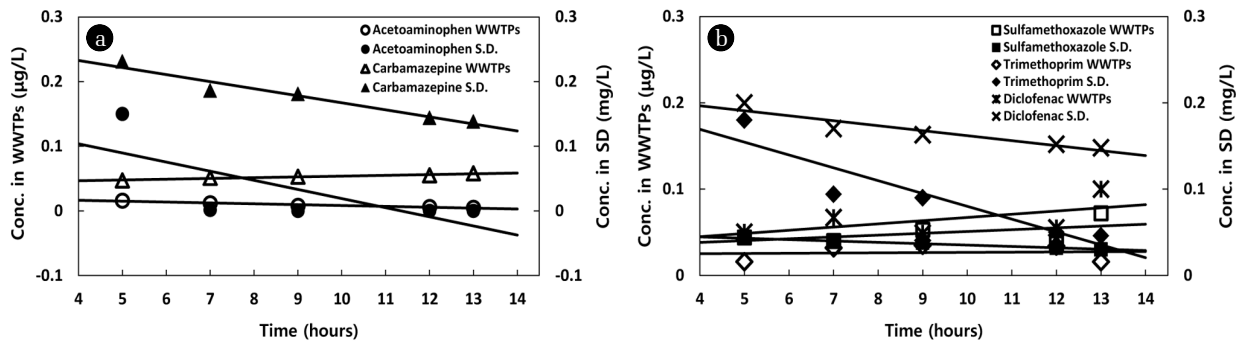 a
Conc. in WWTPs (µg/L)
0.3
0.2
0.1
0
-0.1
Acetoaminophen WWTPs
Acetoaminophen S.D.
Carbamazepine WWTPs
Carbamazepine S.D.
0.3
0.2
0.1
0
-0.1
Conc. in SD (mg/L)
4 5 6 7 8 9 10 11 12 13 14
Time (hours)
b
Conc. in WWTPs (µg/L)
0.3
0.2
0.1
0
Sulfamethoxazole WWTPs
Sulfamethoxazole S.D.
Trimethoprim WWTPs
Trimethoprim S.D.
Diclofenac WWTPs
Diclofenac S.D.
0.3
0.2
0.1
0
Conc. in SD (mg/L)
4 5 6 7 8 9 10 11 12 13 14
Time (hours)